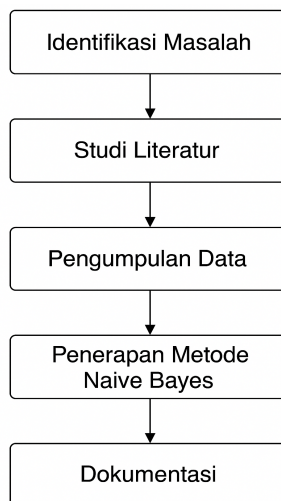 Identifikasi Masalah
Studi Literatur
Pengumpulan Data
Penerapan Metode
Naive Bayes
Dokumentasi